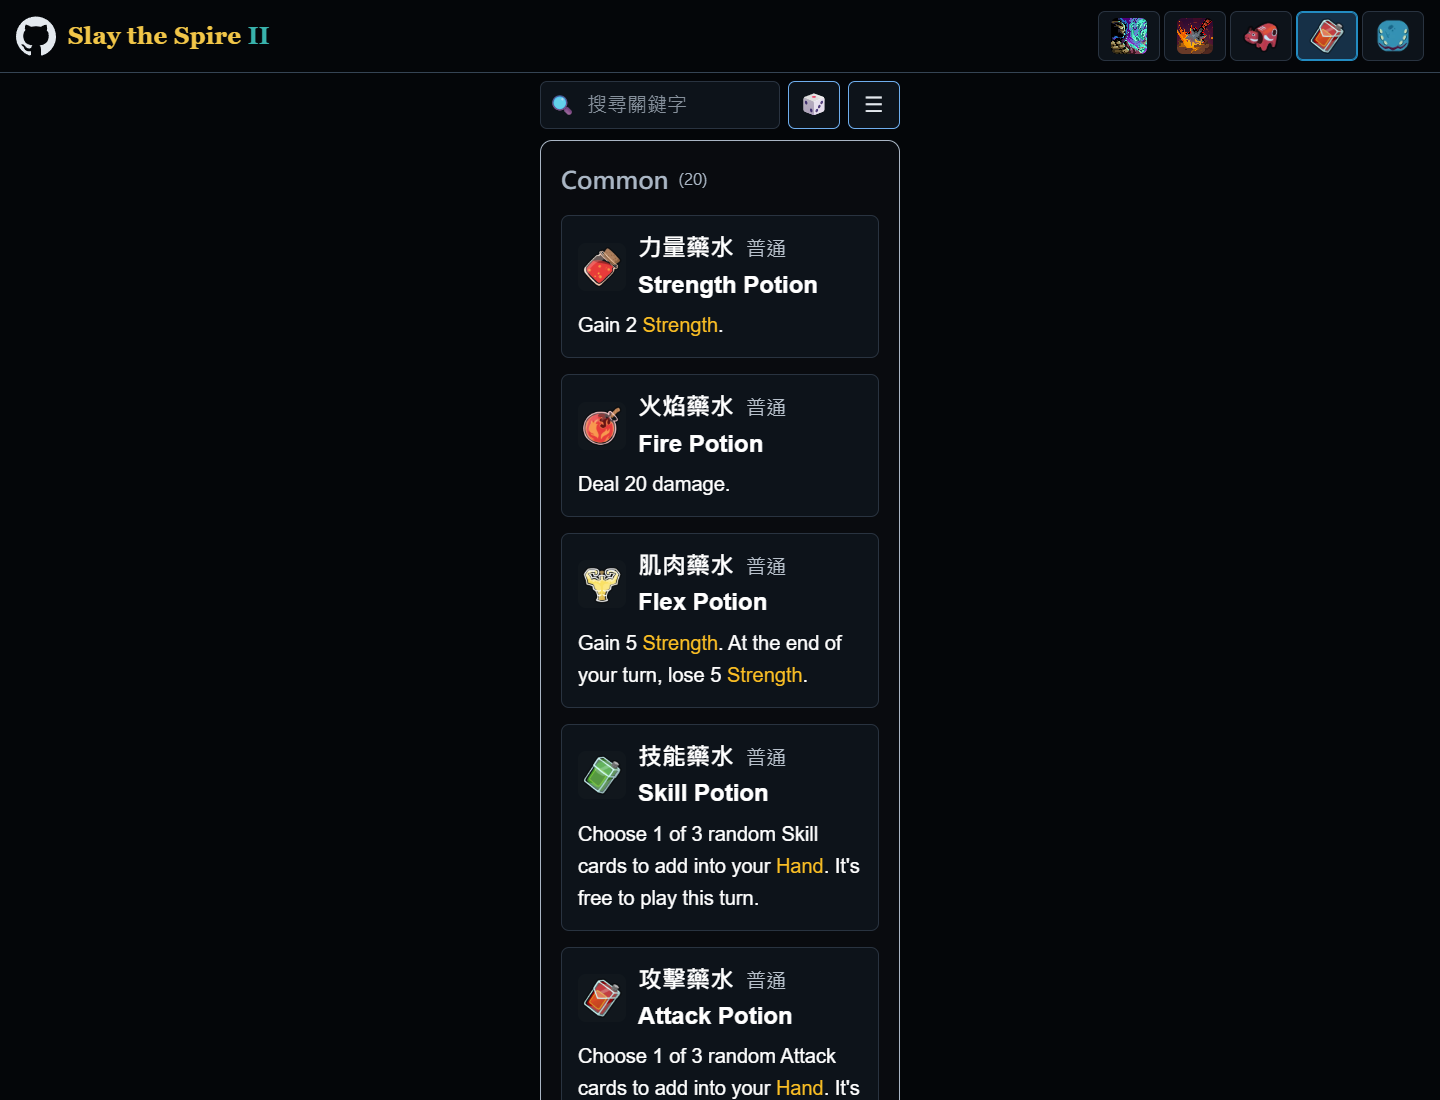 Slay the Spire II
搜尋關鍵字
Common (20)
力量藥水 普通
Strength Potion
Gain 2 Strength.
火焰藥水 普通
Fire Potion
Deal 20 damage.
肌肉藥水 普通
Flex Potion
Gain 5 Strength. At the end of
your turn, lose 5 Strength.
技能藥水 普通
Skill Potion
Choose 1 of 3 random Skill
cards to add into your Hand. It's
free to play this turn.
攻擊藥水 普通
Attack Potion
Choose 1 of 3 random Attack
cards to add into your Hand. It's